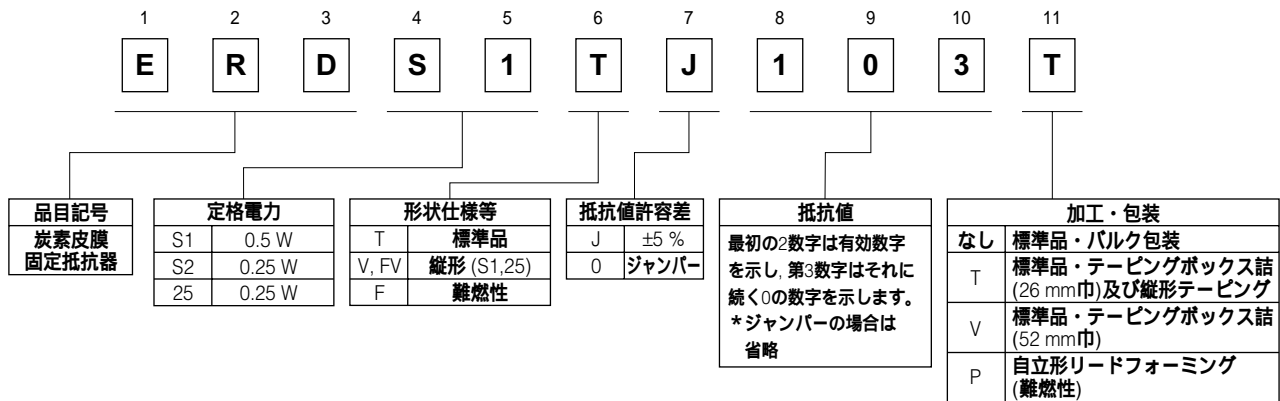 1 2 3 4 5 6 7 8 9 10 11
E R D S 1 T J 1 0 3 T
品目記号
炭素皮膜
固定抵抗器
定格電力
S1 0.5 W
S2 0.25 W
25 0.25 W
形状仕様等
T 標準品
V, FV 縦形 (S1,25)
F 難燃性
抵抗値許容差
J ±5 %
0 ジャンパー
抵抗値
最初の2数字は有効数字
を示し, 第3数字はそれに
続く0の数字を示します。
*ジャンパーの場合は
省略
加工・包装
なし 標準品・バルク包装
T 標準品・テーピングボックス詰
(26 mm巾)及び縦形テーピング
V 標準品・テーピングボックス詰
(52 mm巾)
P 自立形リードフォーミング
(難燃性)